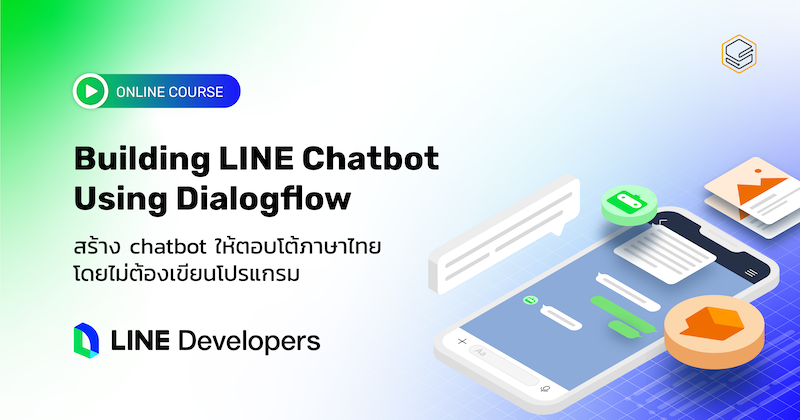 ONLINE COURSE
Building LINE Chatbot
Using Dialogflow
สร้าง chatbot ให้ตอบโต้ภาษาไทย
โดยไม่ต้องเขียนโปรแกรม
LINE Developers
Aa